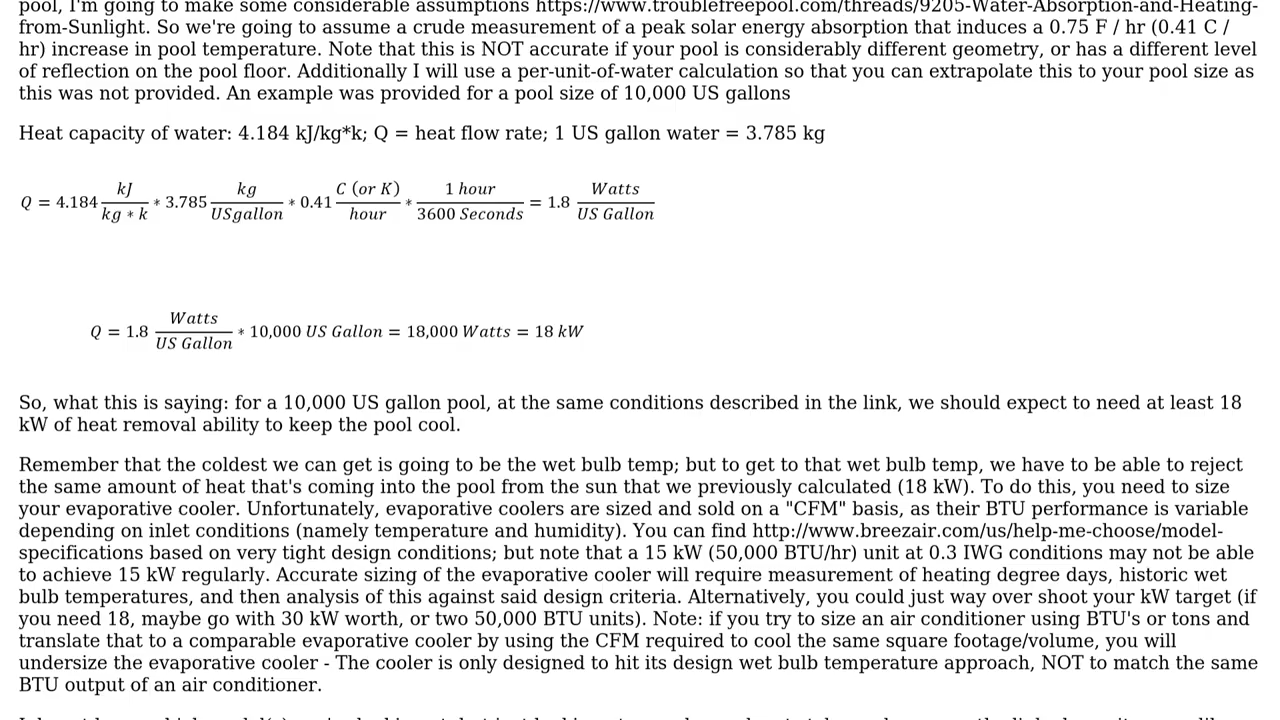 pool, I'm going to make some considerable assumptions https://www.troublefreepool.com/threads/9205-Water-Absorption-and-Heating-
from-Sunlight. So we're going to assume a crude measurement of a peak solar energy absorption that induces a 0.75 F / hr (0.41 C /
hr) increase in pool temperature. Note that this is NOT accurate if your pool is considerably different geometry, or has a different level
of reflection on the pool floor. Additionally I will use a per-unit-of-water calculation so that you can extrapolate this to your pool size as
this was not provided. An example was provided for a pool size of 10,000 US gallons
Heat capacity of water: 4.184 kJ/kg*k; Q = heat flow rate; 1 US gallon water = 3.785 kg
Q = 4.184 kJ / kg * k * 3.785 kg / USgallon * 0.41 C (or K) / hour * 1 hour / 3600 Seconds = 1.8 Watts / US Gallon
Q = 1.8 Watts / US Gallon * 10,000 US Gallon = 18,000 Watts = 18 kW
So, what this is saying: for a 10,000 US gallon pool, at the same conditions described in the link, we should expect to need at least 18
kW of heat removal ability to keep the pool cool.
Remember that the coldest we can get is going to be the wet bulb temp; but to get to that wet bulb temp, we have to be able to reject
the same amount of heat that's coming into the pool from the sun that we previously calculated (18 kW). To do this, you need to size
your evaporative cooler. Unfortunately, evaporative coolers are sized and sold on a "CFM" basis, as their BTU performance is variable
depending on inlet conditions (namely temperature and humidity). You can find http://www.breezair.com/us/help-me-choose/model-
specifications based on very tight design conditions; but note that a 15 kW (50,000 BTU/hr) unit at 0.3 IWG conditions may not be able
to achieve 15 kW regularly. Accurate sizing of the evaporative cooler will require measurement of heating degree days, historic wet
bulb temperatures, and then analysis of this against said design criteria. Alternatively, you could just way over shoot your kW target (if
you need 18, maybe go with 30 kW worth, or two 50,000 BTU units). Note: if you try to size an air conditioner using BTU's or tons and
translate that to a comparable evaporative cooler by using the CFM required to cool the same square footage/volume, you will
undersize the evaporative cooler - The cooler is only designed to hit its design wet bulb temperature approach, NOT to match the same
BTU output of an air conditioner.